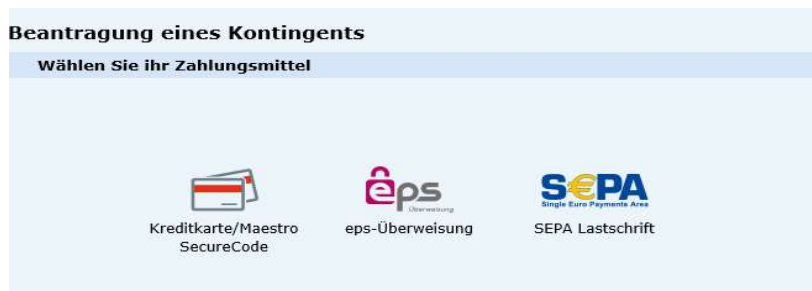 Beantragung eines Kontingents
Wählen Sie ihr Zahlungsmittel
eps
Überweisung
S€PA
Single Euro Payments Area
Kreditkarte/Maestro
SecureCode
eps-Überweisung
SEPA Lastschrift